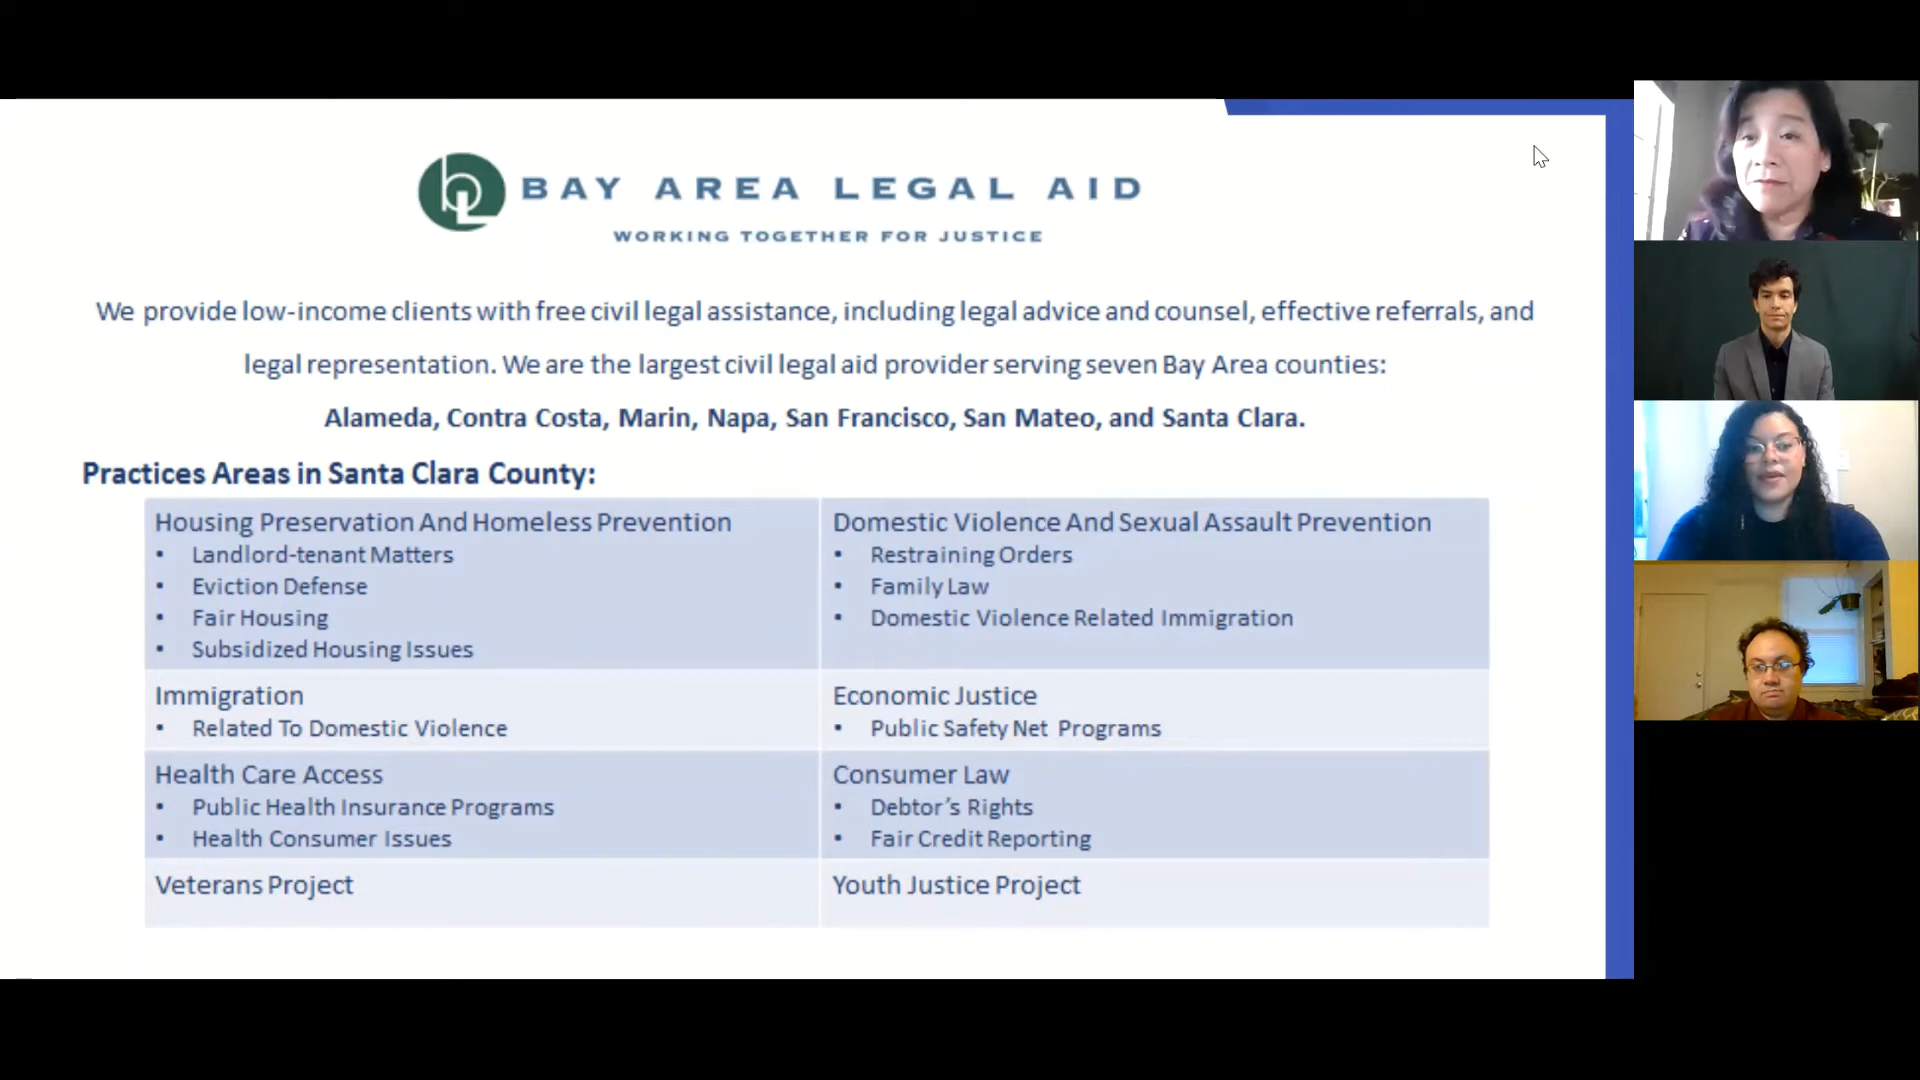 bL
BAY AREA LEGAL AID
WORKING TOGETHER FOR JUSTICE
We provide low-income clients with free civil legal assistance, including legal advice and counsel, effective referrals, and
legal representation. We are the largest civil legal aid provider serving seven Bay Area counties:
Alameda, Contra Costa, Marin, Napa, San Francisco, San Mateo, and Santa Clara.
Practices Areas in Santa Clara County:
Housing Preservation And Homeless Prevention
• Landlord-tenant Matters
• Eviction Defense
• Fair Housing
• Subsidized Housing Issues
Domestic Violence And Sexual Assault Prevention
• Restraining Orders
• Family Law
• Domestic Violence Related Immigration
Immigration
• Related To Domestic Violence
Economic Justice
• Public Safety Net Programs
Health Care Access
• Public Health Insurance Programs
• Health Consumer Issues
Consumer Law
• Debtor’s Rights
• Fair Credit Reporting
Veterans Project
Youth Justice Project